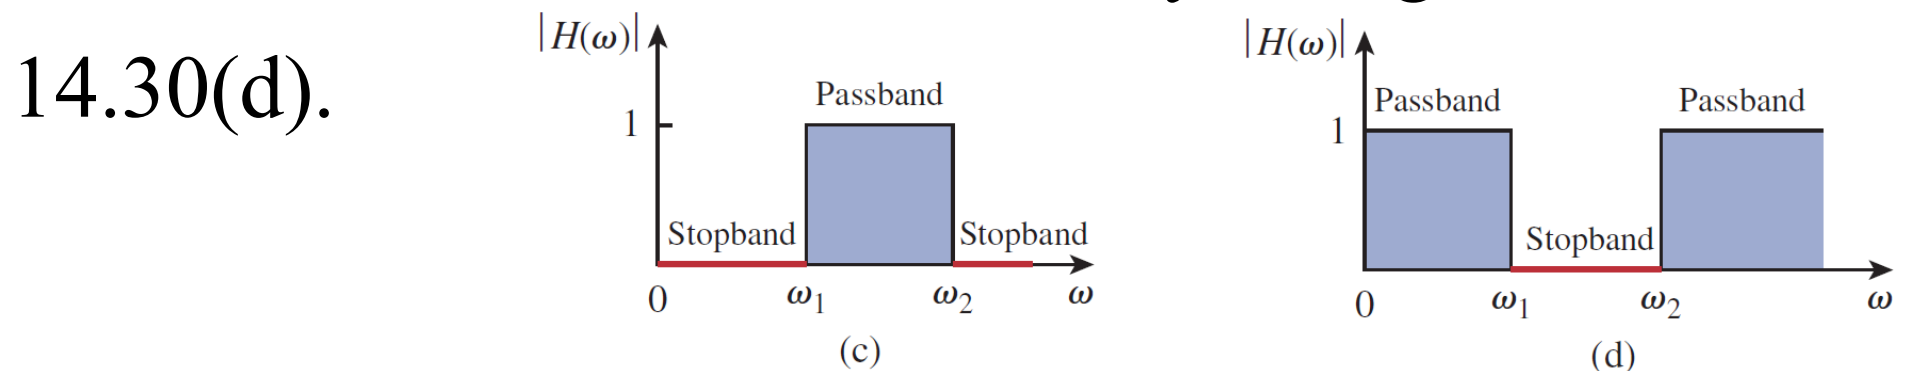 14.30(d).
|H(ω)|
Passband
1
Stopband
Stopband
0
ω1
ω2
ω
(c)
|H(ω)|
Passband
Passband
1
Stopband
0
ω1
ω2
ω
(d)